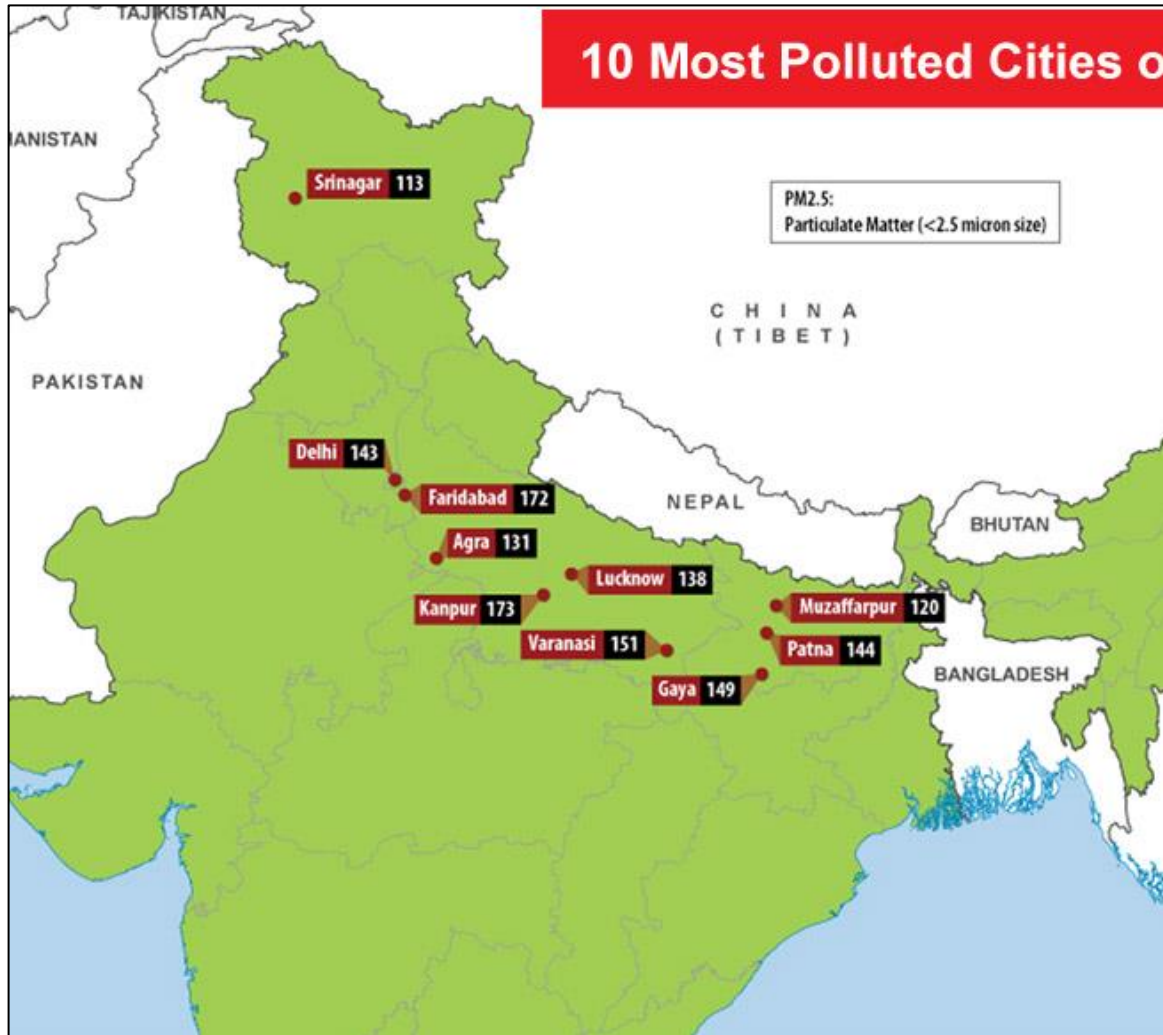 TAJIKISTAN
10 Most Polluted Cities o
HANISTAN
Srinagar 113
PM2.5:
Particulate Matter (<2.5 micron size)
C H I N A
( T I B E T )
PAKISTAN
Delhi 143
Faridabad 172
NEPAL
BHUTAN
Agra 131
Lucknow 138
Kanpur 173
Muzaffarpur 120
Varanasi 151
Patna 144
BANGLADESH
Gaya 149